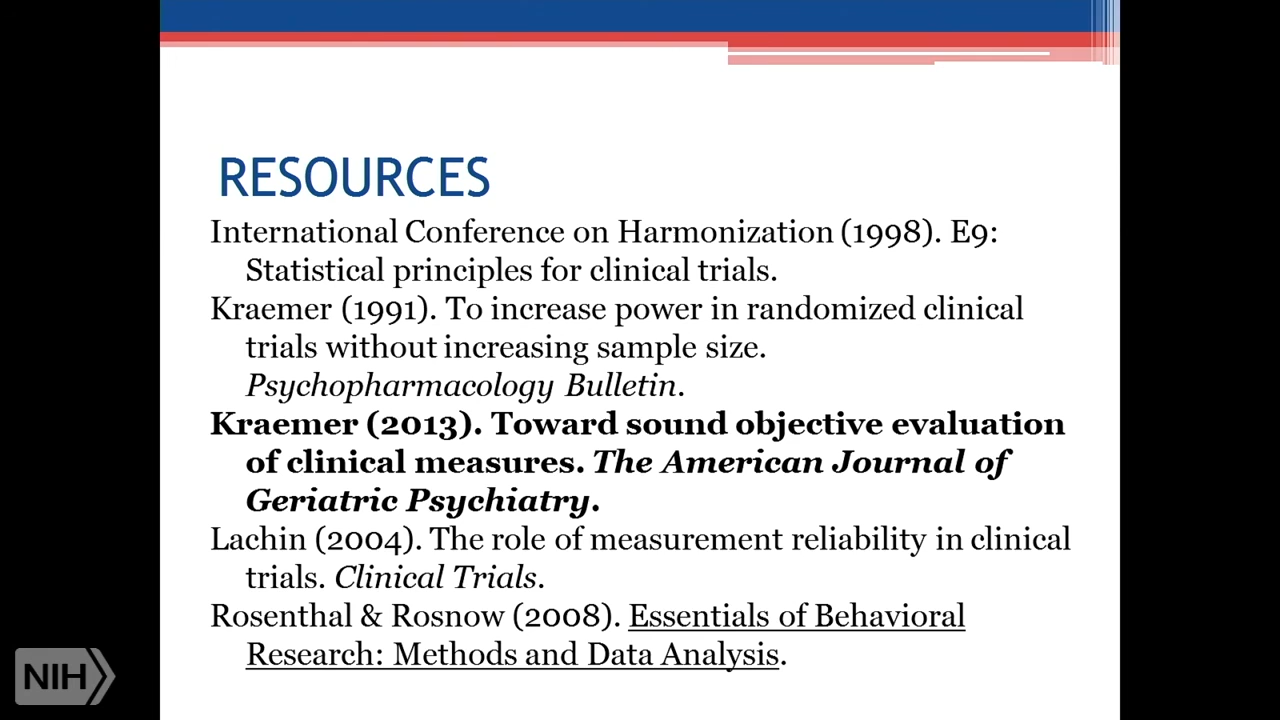 RESOURCES
International Conference on Harmonization (1998). E9:
Statistical principles for clinical trials.
Kraemer (1991). To increase power in randomized clinical
trials without increasing sample size.
Psychopharmacology Bulletin.
Kraemer (2013). Toward sound objective evaluation
of clinical measures. The American Journal of
Geriatric Psychiatry.
Lachin (2004). The role of measurement reliability in clinical
trials. Clinical Trials.
Rosenthal & Rosnow (2008). Essentials of Behavioral
Research: Methods and Data Analysis.
NIH